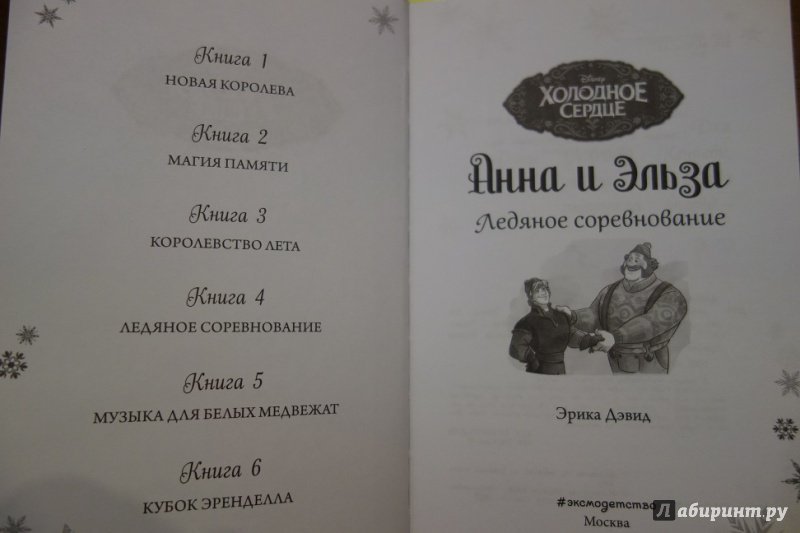 Книга 1
НОВАЯ КОРОЛЕВА
Книга 2
МАГИЯ ПАМЯТИ
Книга 3
КОРОЛЕВСТВО ЛЕТА
Книга 4
ЛЕДЯНОЕ СОРЕВНОВАНИЕ
Книга 5
МУЗЫКА ДЛЯ БЕЛЫХ МЕДВЕЖАТ
Книга 6
КУБОК ЭРЕНДЕЛЛА
Disney
ХОЛОДНОЕ
СЕРДЦЕ
Анна и Эльза
Ледяное соревнование
Эрика Дэвид
#эксмодетство
Москва
Лабиринт.ру